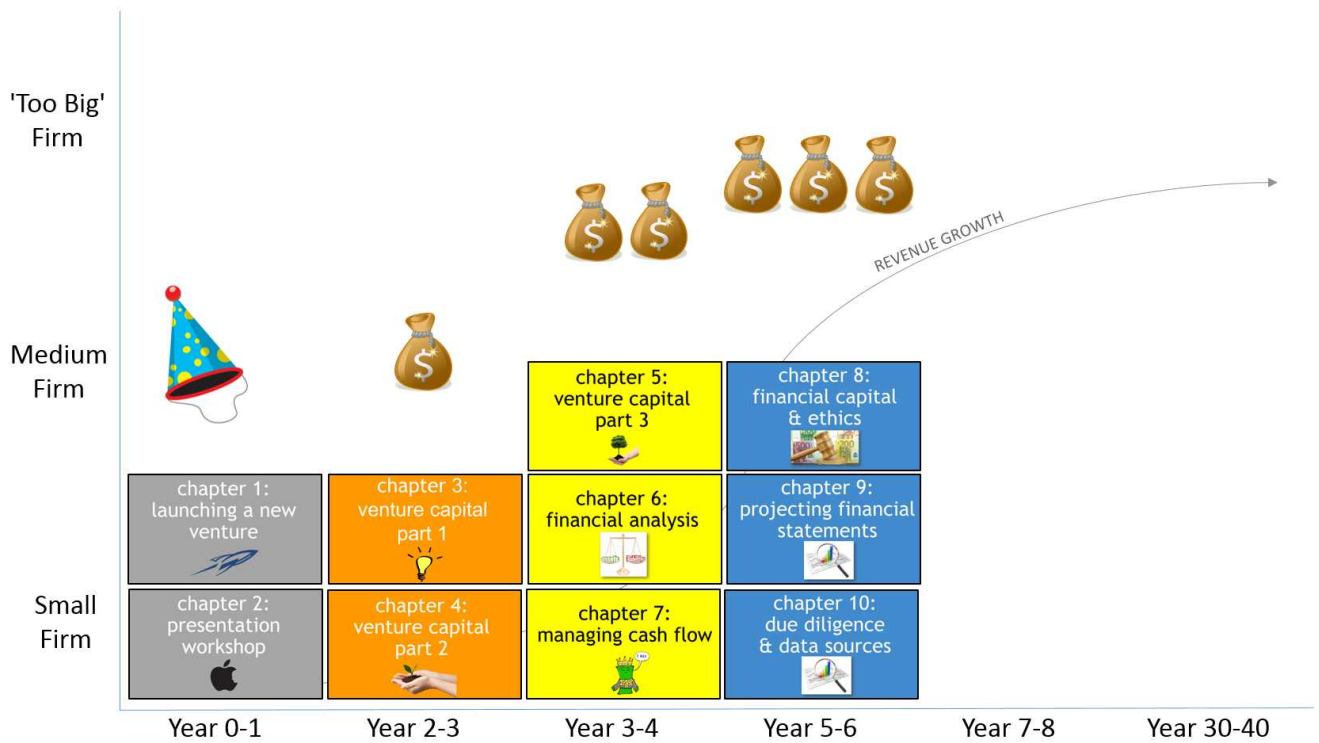 'Too Big'
Firm
REVENUE GROWTH
Medium
Firm
chapter 5:
venture capital
part 3
chapter 8:
financial capital
& ethics
chapter 1:
launching a new
venture
chapter 3:
venture capital
part 1
chapter 6:
financial analysis
chapter 9:
projecting financial
statements
Small
Firm
chapter 2:
presentation
workshop
chapter 4:
venture capital
part 2
chapter 7:
managing cash flow
chapter 10:
due diligence
& data sources
Year 0-1
Year 2-3
Year 3-4
Year 5-6
Year 7-8
Year 30-40